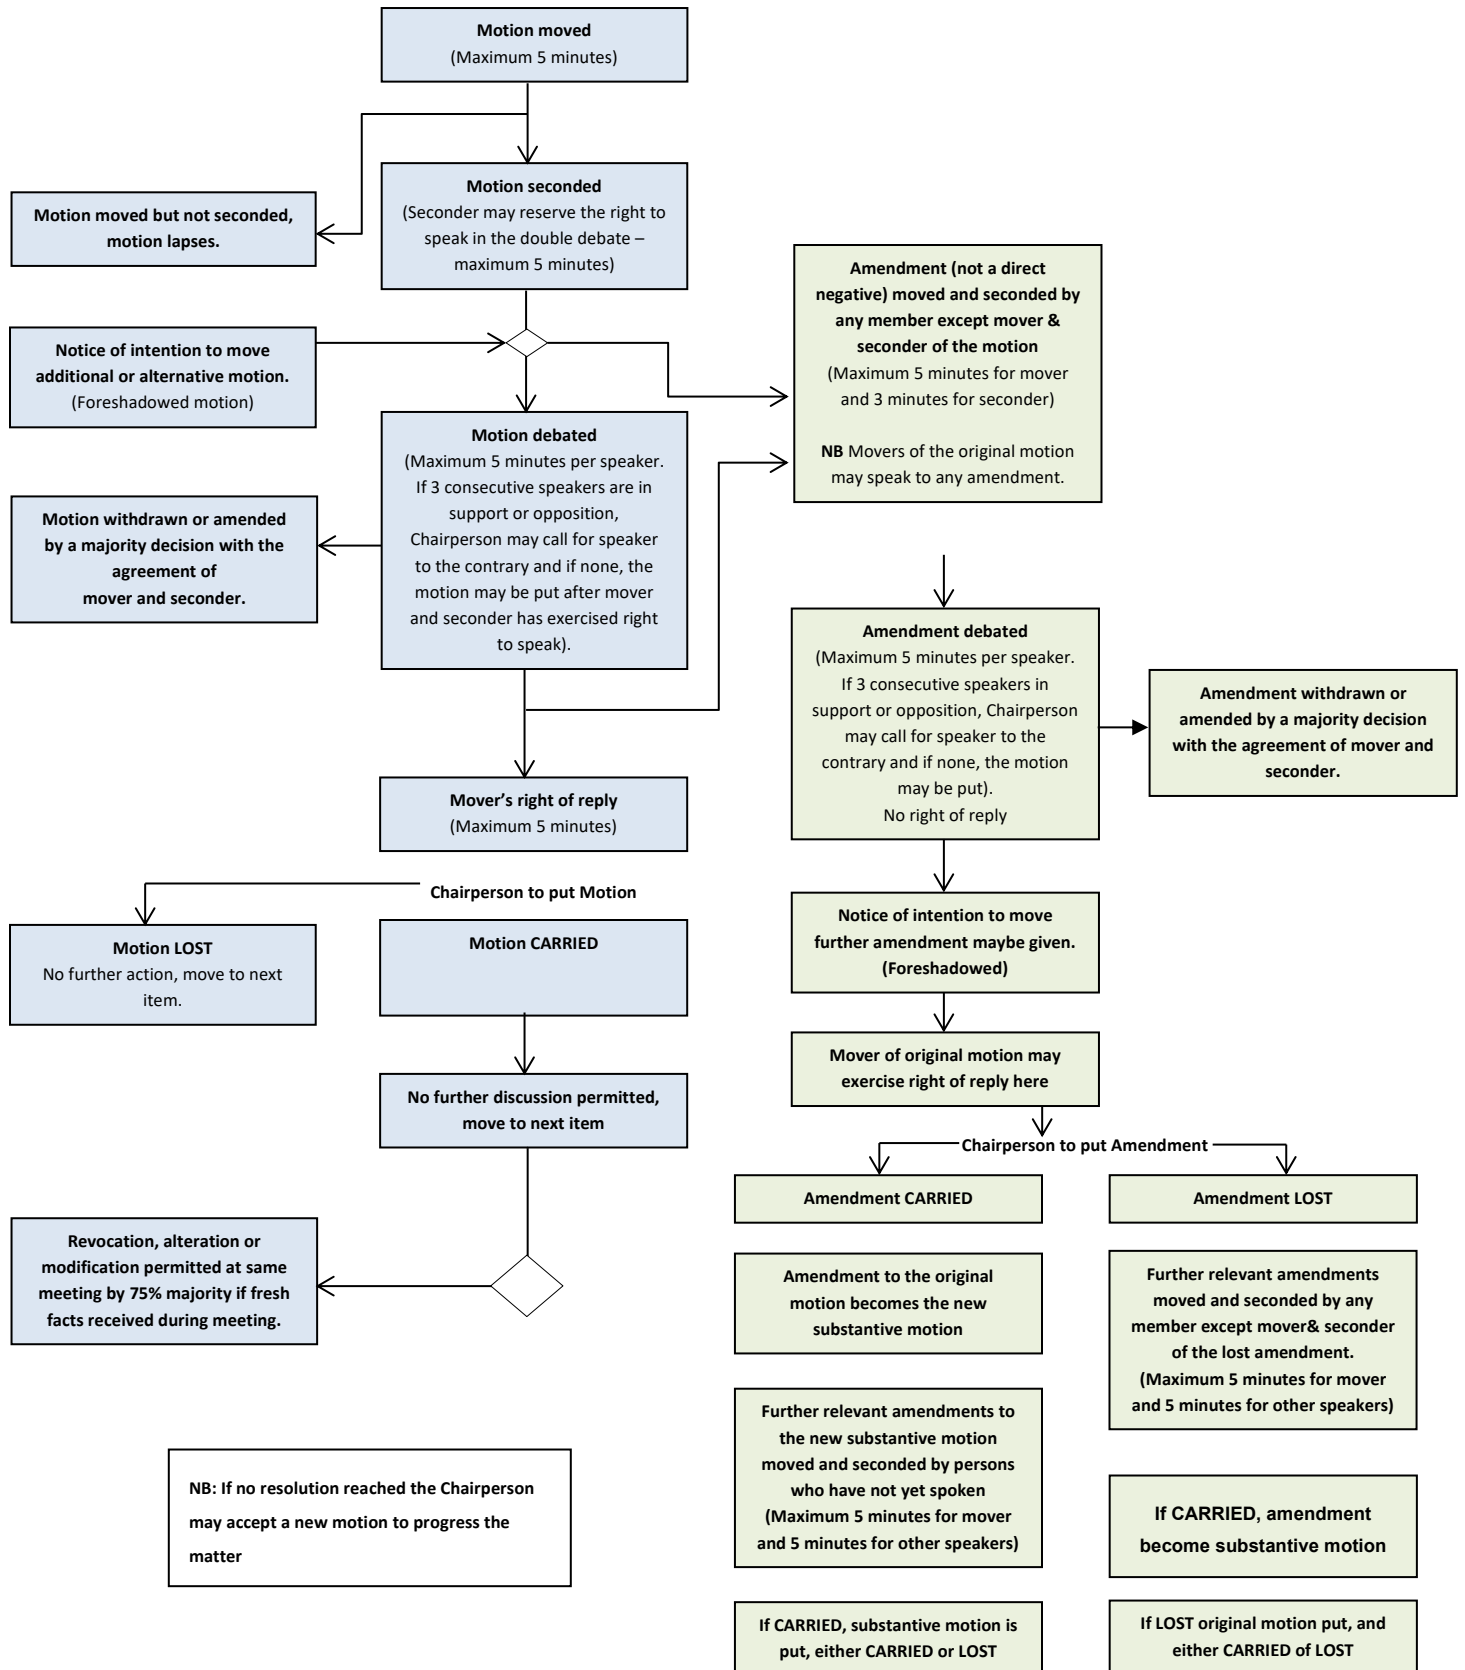 Motion moved
(Maximum 5 minutes)
Motion seconded
(Seconder may reserve the right to
speak in the double debate –
maximum 5 minutes)
Motion moved but not seconded,
motion lapses.
Notice of intention to move
additional or alternative motion.
(Foreshadowed motion)
Motion debated
(Maximum 5 minutes per speaker.
If 3 consecutive speakers are in
support or opposition,
Chairperson may call for speaker
to the contrary and if none, the
motion may be put after mover
and seconder has exercised right
to speak).
Motion withdrawn or amended
by a majority decision with the
agreement of
mover and seconder.
Mover’s right of reply
(Maximum 5 minutes)
Chairperson to put Motion
Motion LOST
No further action, move to next
item.
Motion CARRIED
No further discussion permitted,
move to next item
Revocation, alteration or
modification permitted at same
meeting by 75% majority if fresh
facts received during meeting.
NB: If no resolution reached the Chairperson
may accept a new motion to progress the
matter
Amendment (not a direct
negative) moved and seconded by
any member except mover &
seconder of the motion
(Maximum 5 minutes for mover
and 3 minutes for seconder)
NB Movers of the original motion
may speak to any amendment.
Amendment debated
(Maximum 5 minutes per speaker.
If 3 consecutive speakers in
support or opposition, Chairperson
may call for speaker to the
contrary and if none, the motion
may be put).
No right of reply
Amendment withdrawn or
amended by a majority decision
with the agreement of mover and
seconder.
Notice of intention to move
further amendment maybe given.
(Foreshadowed)
Mover of original motion may
exercise right of reply here
Chairperson to put Amendment
Amendment CARRIED
Amendment to the original
motion becomes the new
substantive motion
Further relevant amendments to
the new substantive motion
moved and seconded by persons
who have not yet spoken
(Maximum 5 minutes for mover
and 5 minutes for other speakers)
If CARRIED, substantive motion is
put, either CARRIED or LOST
Amendment LOST
Further relevant amendments
moved and seconded by any
member except mover& seconder
of the lost amendment.
(Maximum 5 minutes for mover
and 5 minutes for other speakers)
If CARRIED, amendment
become substantive motion
If LOST original motion put, and
either CARRIED of LOST